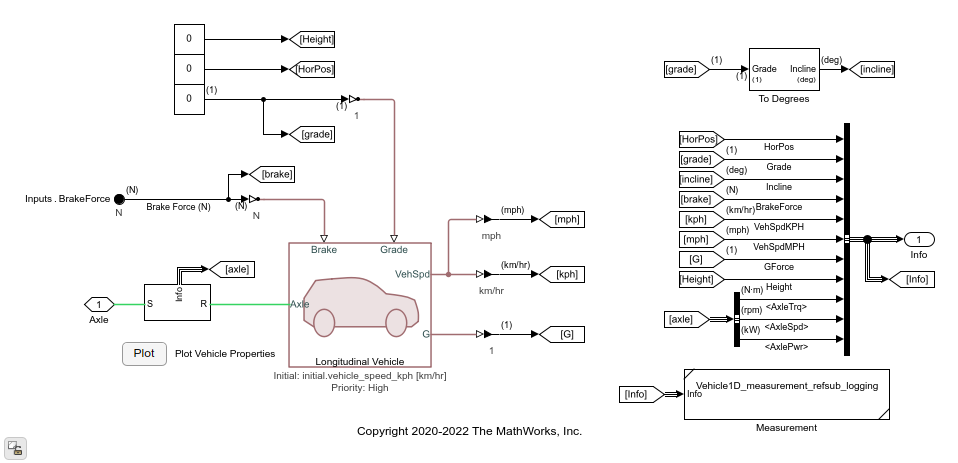 0
[Height]
0
[HorPos]
0
(1)
(1)
1
[grade]
[brake]
Inputs . BrakeForce
(N)
N
Brake Force (N)
(N)
N
Brake
Grade
VehSpd
Axle
G
Longitudinal Vehicle
Initial: initial.vehicle_speed_kph [km/hr]
Priority: High
(mph)
mph
[mph]
(km/hr)
km/hr
[kph]
(1)
1
[G]
[axle]
Info
S
R
1
Axle
Plot
Plot Vehicle Properties
[grade]
(1)
(1)
Grade
(1)
Incline
(deg)
To Degrees
(deg)
[incline]
[HorPos]
HorPos
[grade]
(1)
Grade
[incline]
(deg)
Incline
[brake]
(N)
BrakeForce
[kph]
(km/hr)
VehSpdKPH
[mph]
(mph)
VehSpdMPH
[G]
(1)
GForce
[Height]
Height
[axle]
(N·m)
<AxleTrq>
(rpm)
<AxleSpd>
(kW)
<AxlePwr>
1
Info
[Info]
[Info]
Info
Vehicle1D_measurement_refsub_logging
Measurement
Copyright 2020-2022 The MathWorks, Inc.